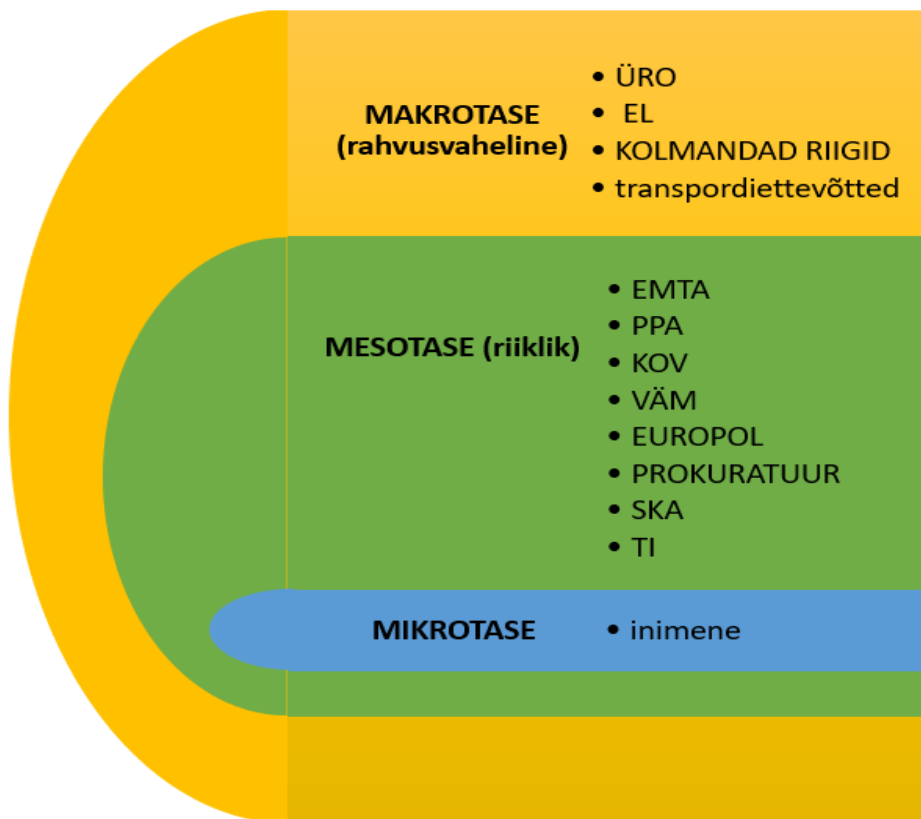 MAKROTASE
(rahvusvaheline)
• ÜRO
• EL
• KOLMANDAD RIIGID
• transpordiettevõtted
MESOTASE (riiklik)
• EMTA
• PPA
• KOV
• VÄM
• EUROPOL
• PROKURATUUR
• SKA
• TI
MIKROTASE
• inimene